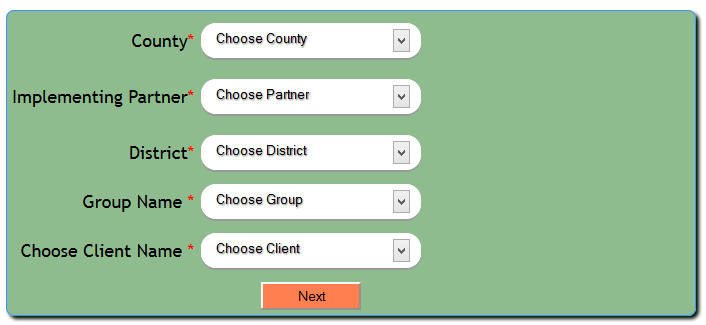 County* Choose County
Implementing Partner* Choose Partner
District* Choose District
Group Name * Choose Group
Choose Client Name * Choose Client
Next